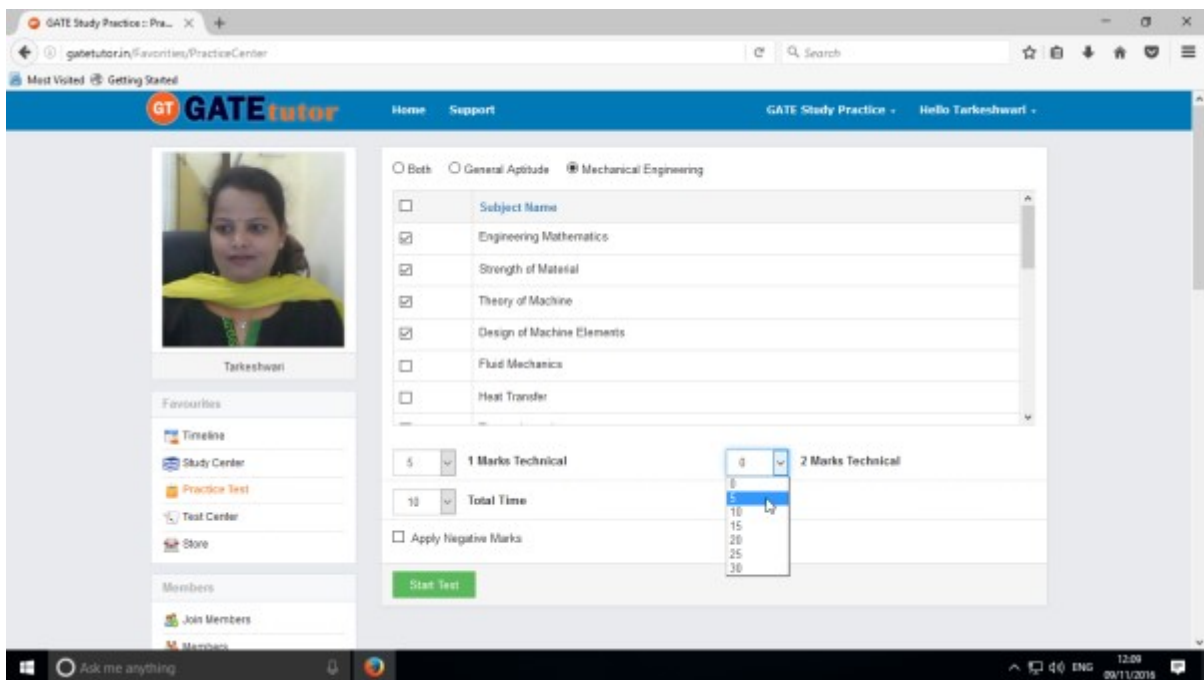 GATE Study Practice :: Pra...
gatetutor.in/Favorities/PracticeCenter
Search
Most Visited Getting Started
GT GATEtutor Home Support GATE Study Practice Hello Tarkeshwari
Both General Aptitude Mechanical Engineering
Subject Name
Engineering Mathematics
Strength of Material
Theory of Machine
Design of Machine Elements
Fluid Mechanics
Heat Transfer
Tarkeshwari
Favourites
Timeline
Study Center
Practice Test
Test Center
Store
Members
Join Members
Members
5 1 Marks Technical 0 2 Marks Technical
0
5
10
15
20
25
30
10 Total Time
Apply Negative Marks
Start Test
Ask me anything
ENG 12:09
09/11/2016